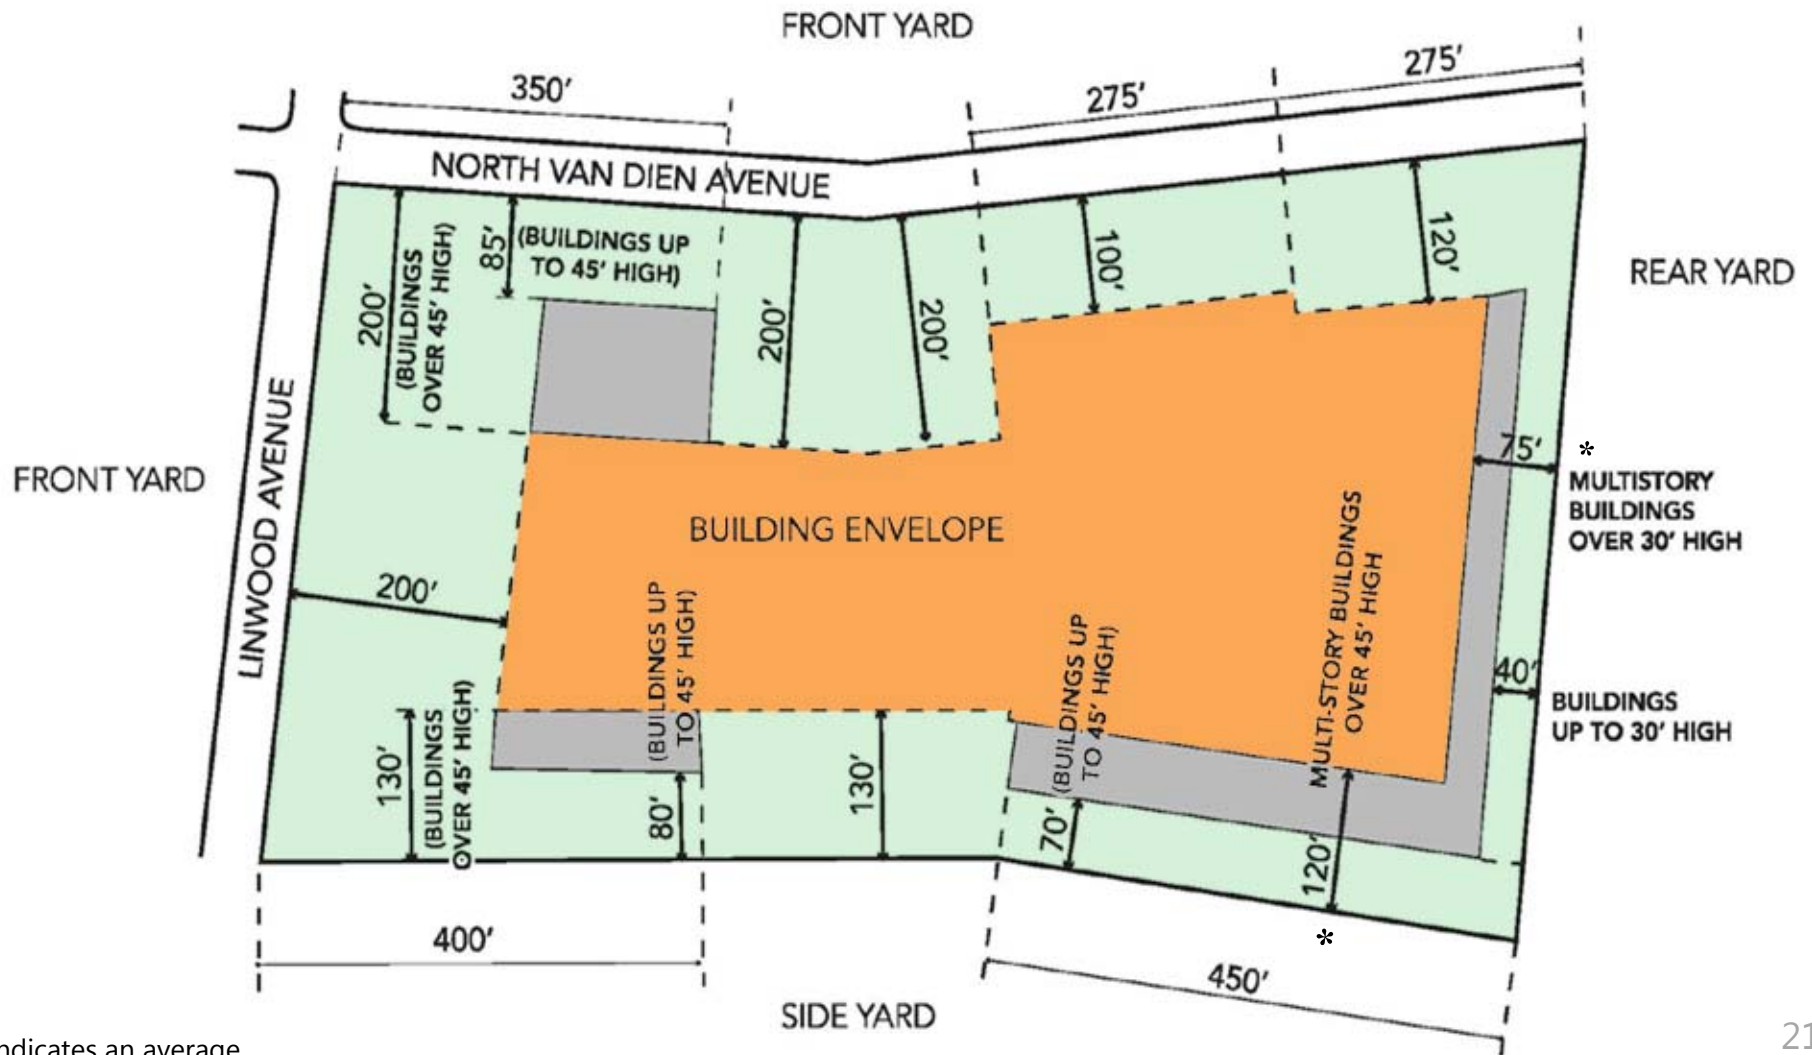 FRONT YARD
350'
275'
275'
NORTH VAN DIEN AVENUE
200'
(BUILDINGS
OVER 45' HIGH)
85'
(BUILDINGS UP
TO 45' HIGH)
200'
200'
100'
120'
REAR YARD
FRONT YARD
LINWOOD AVENUE
BUILDING ENVELOPE
75'
*
MULTISTORY
BUILDINGS
OVER 30' HIGH
200'
(BUILDINGS UP
TO 45' HIGH)
(BUILDINGS UP
TO 45' HIGH)
MULTI-STORY BUILDINGS
OVER 45' HIGH
40'
BUILDINGS
UP TO 30' HIGH
130'
(BUILDINGS
OVER 45' HIGH)
80'
130'
70'
120'
*
400'
450'
SIDE YARD
indicates an average
21